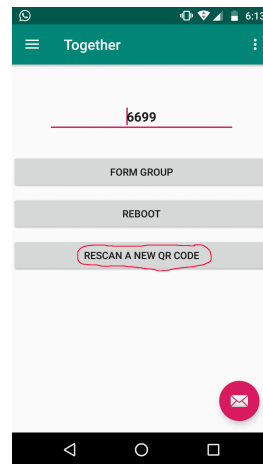 6:13
Together
6699
FORM GROUP
REBOOT
RESCAN A NEW QR CODE